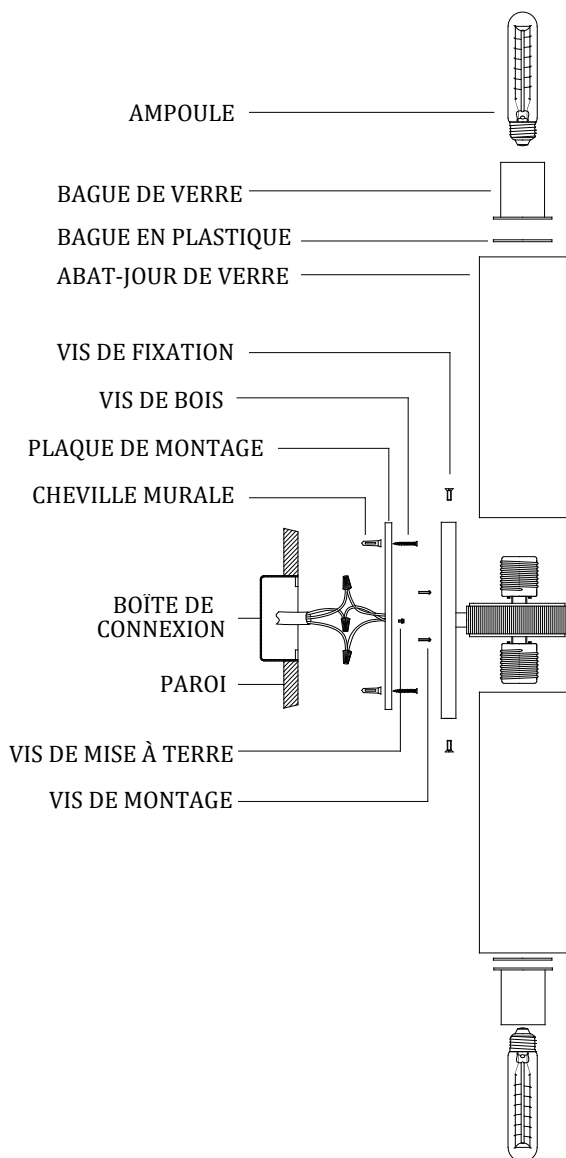 AMPOULE
BAGUE DE VERRE
BAGUE EN PLASTIQUE
ABAT-JOUR DE VERRE
VIS DE FIXATION
VIS DE BOIS
PLAQUE DE MONTAGE
CHEVILLE MURALE
BOÏTE DE
CONNEXION
PAROI
VIS DE MISE À TERRE
VIS DE MONTAGE